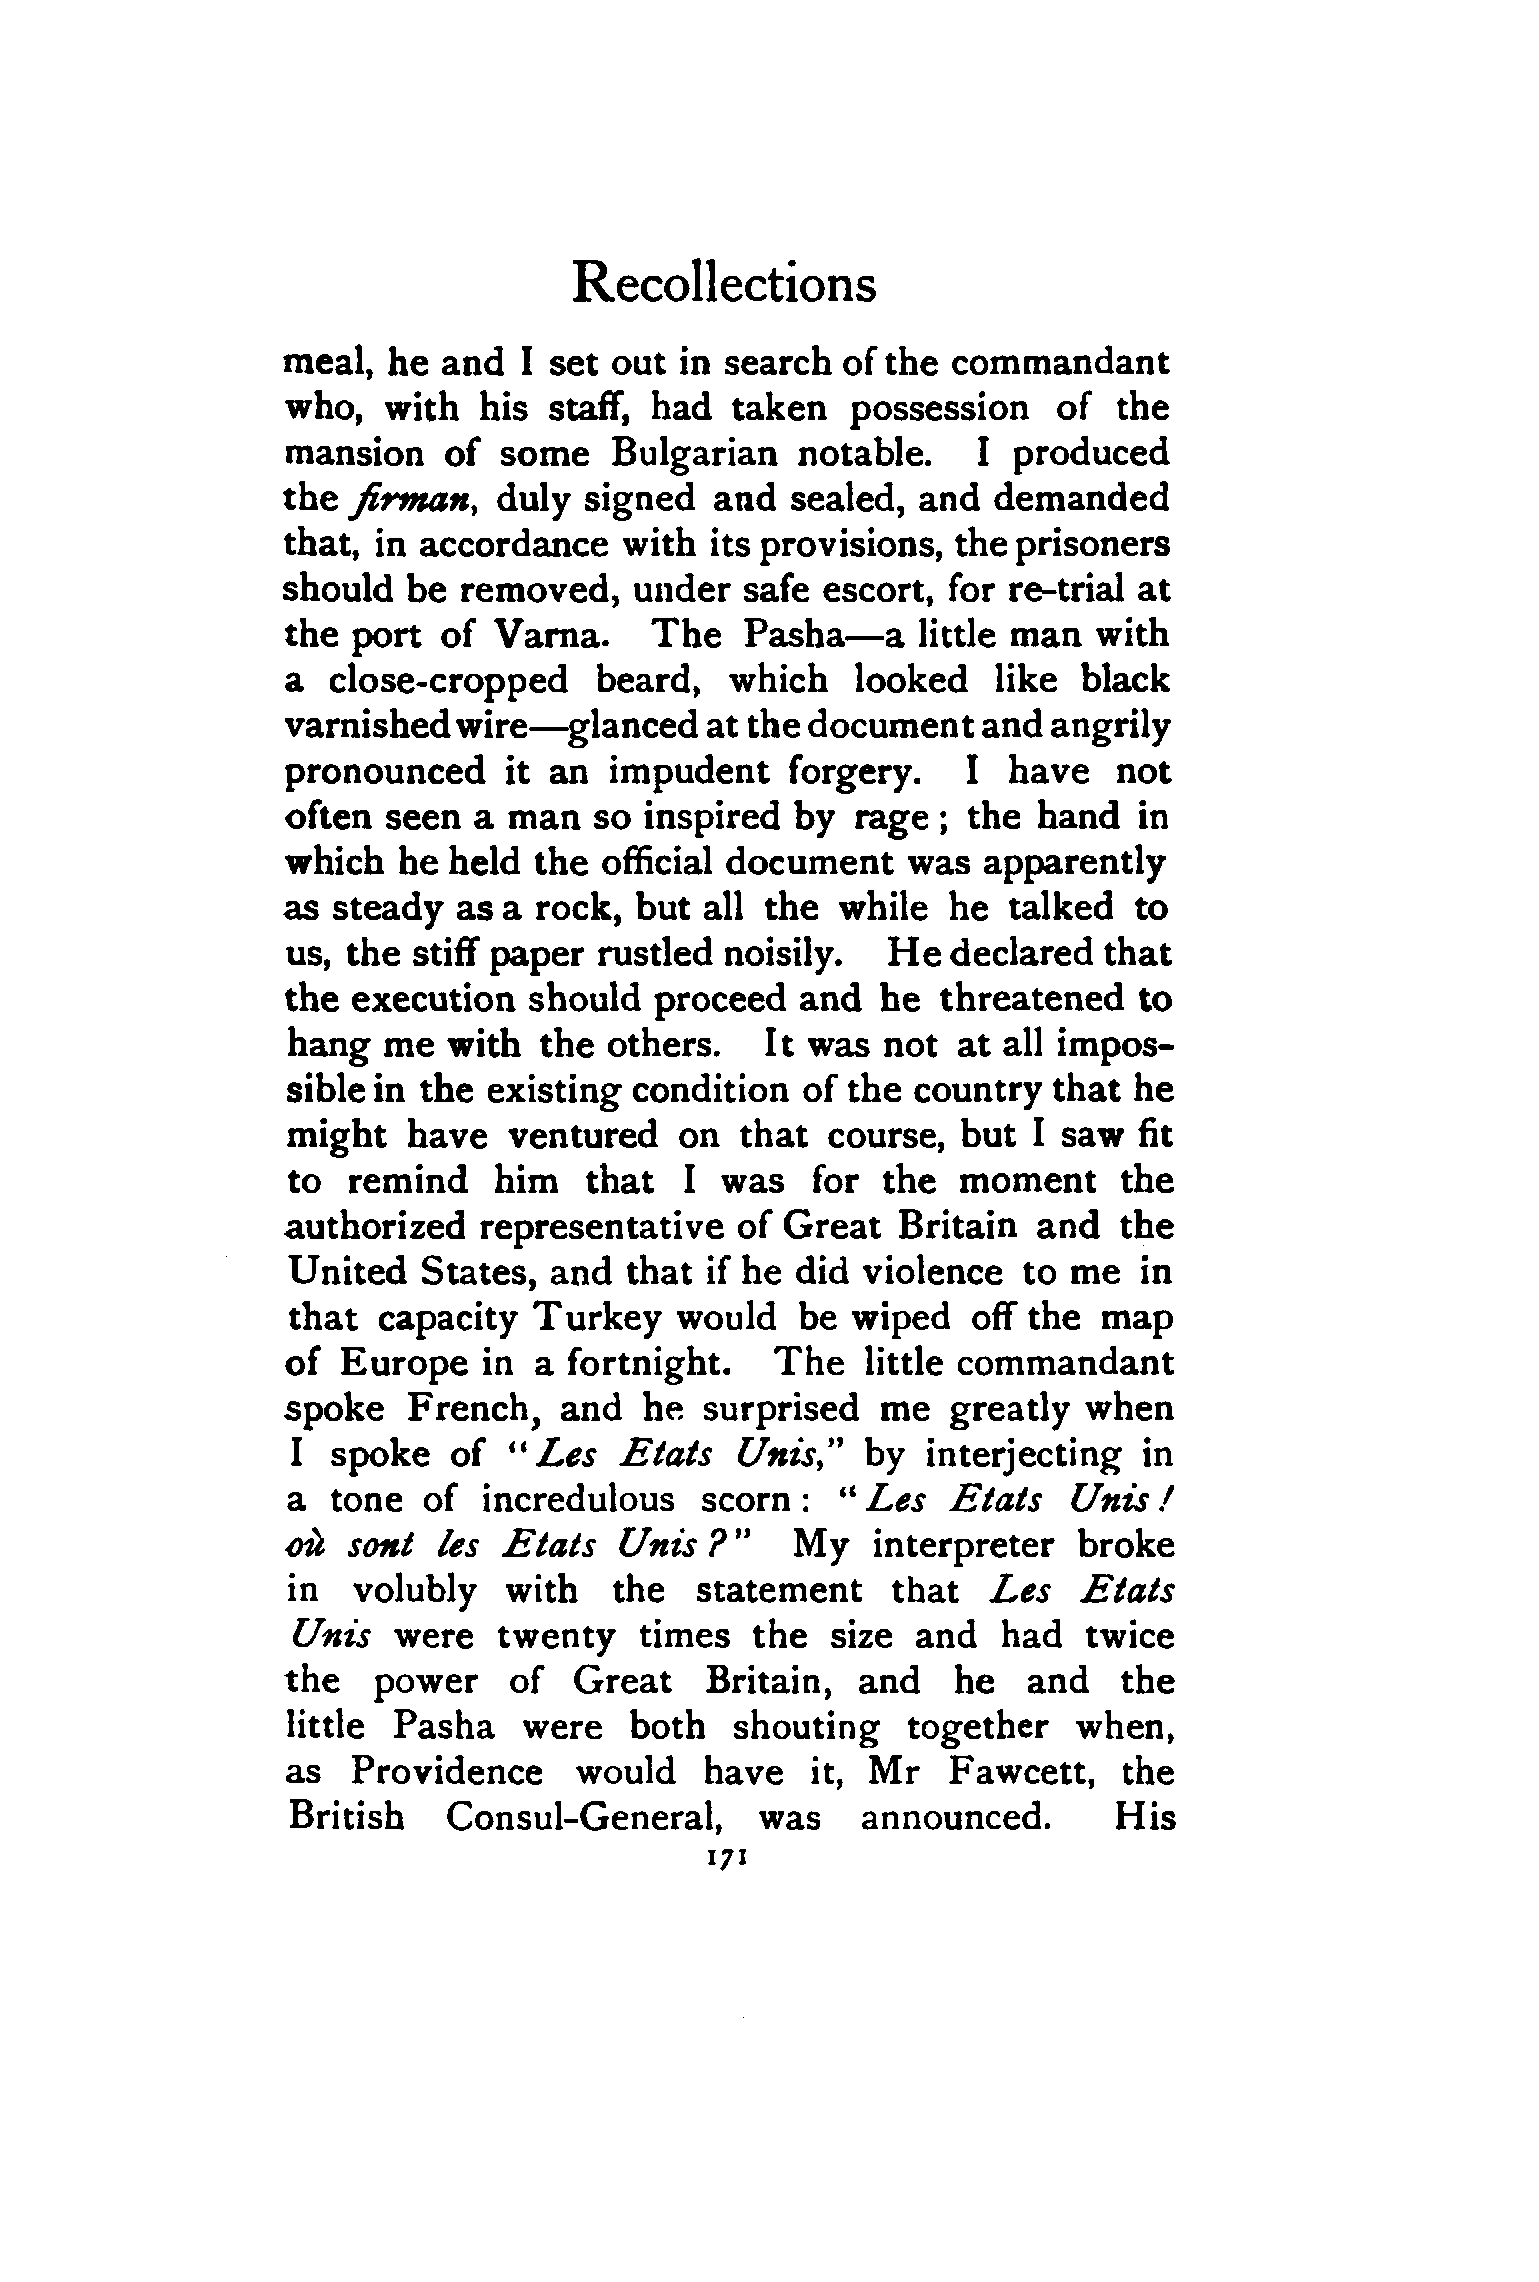 Recollections
meal, he and I set out in search of the commandant
who, with his staff, had taken possession of the
mansion of some Bulgarian notable. I produced
the firman, duly signed and sealed, and demanded
that, in accordance with its provisions, the prisoners
should be removed, under safe escort, for re-trial at
the port of Varna. The Pasha—a little man with
a close-cropped beard, which looked like black
varnished wire—glanced at the document and angrily
pronounced it an impudent forgery. I have not
often seen a man so inspired by rage; the hand in
which he held the official document was apparently
as steady as a rock, but all the while he talked to
us, the stiff paper rustled noisily. He declared that
the execution should proceed and he threatened to
hang me with the others. It was not at all impos-
sible in the existing condition of the country that he
might have ventured on that course, but I saw fit
to remind him that I was for the moment the
authorized representative of Great Britain and the
United States, and that if he did violence to me in
that capacity Turkey would be wiped off the map
of Europe in a fortnight. The little commandant
spoke French, and he surprised me greatly when
I spoke of "Les Etats Unis," by interjecting in
a tone of incredulous scorn: "Les Etats Unis!
où sont les Etats Unis?" My interpreter broke
in volubly with the statement that Les Etats
Unis were twenty times the size and had twice
the power of Great Britain, and he and the
little Pasha were both shouting together when,
as Providence would have it, Mr Fawcett, the
British Consul-General, was announced. His
171